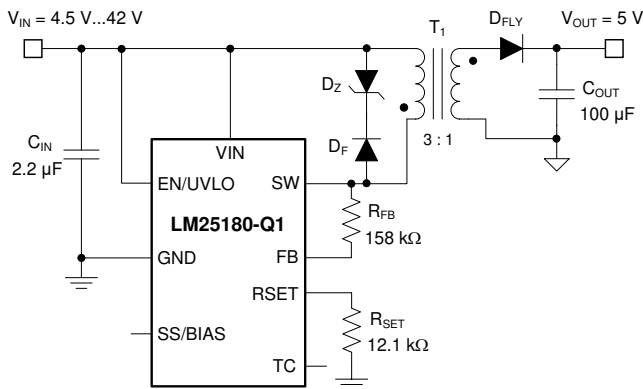 V_IN = 4.5 V...42 V
T_1
D_FLY
V_OUT = 5 V
D_Z
C_OUT
100 µF
C_IN
2.2 µF
D_F
3 : 1
VIN
EN/UVLO
SW
LM25180-Q1
R_FB
158 kΩ
GND
FB
RSET
R_SET
12.1 kΩ
SS/BIAS
TC